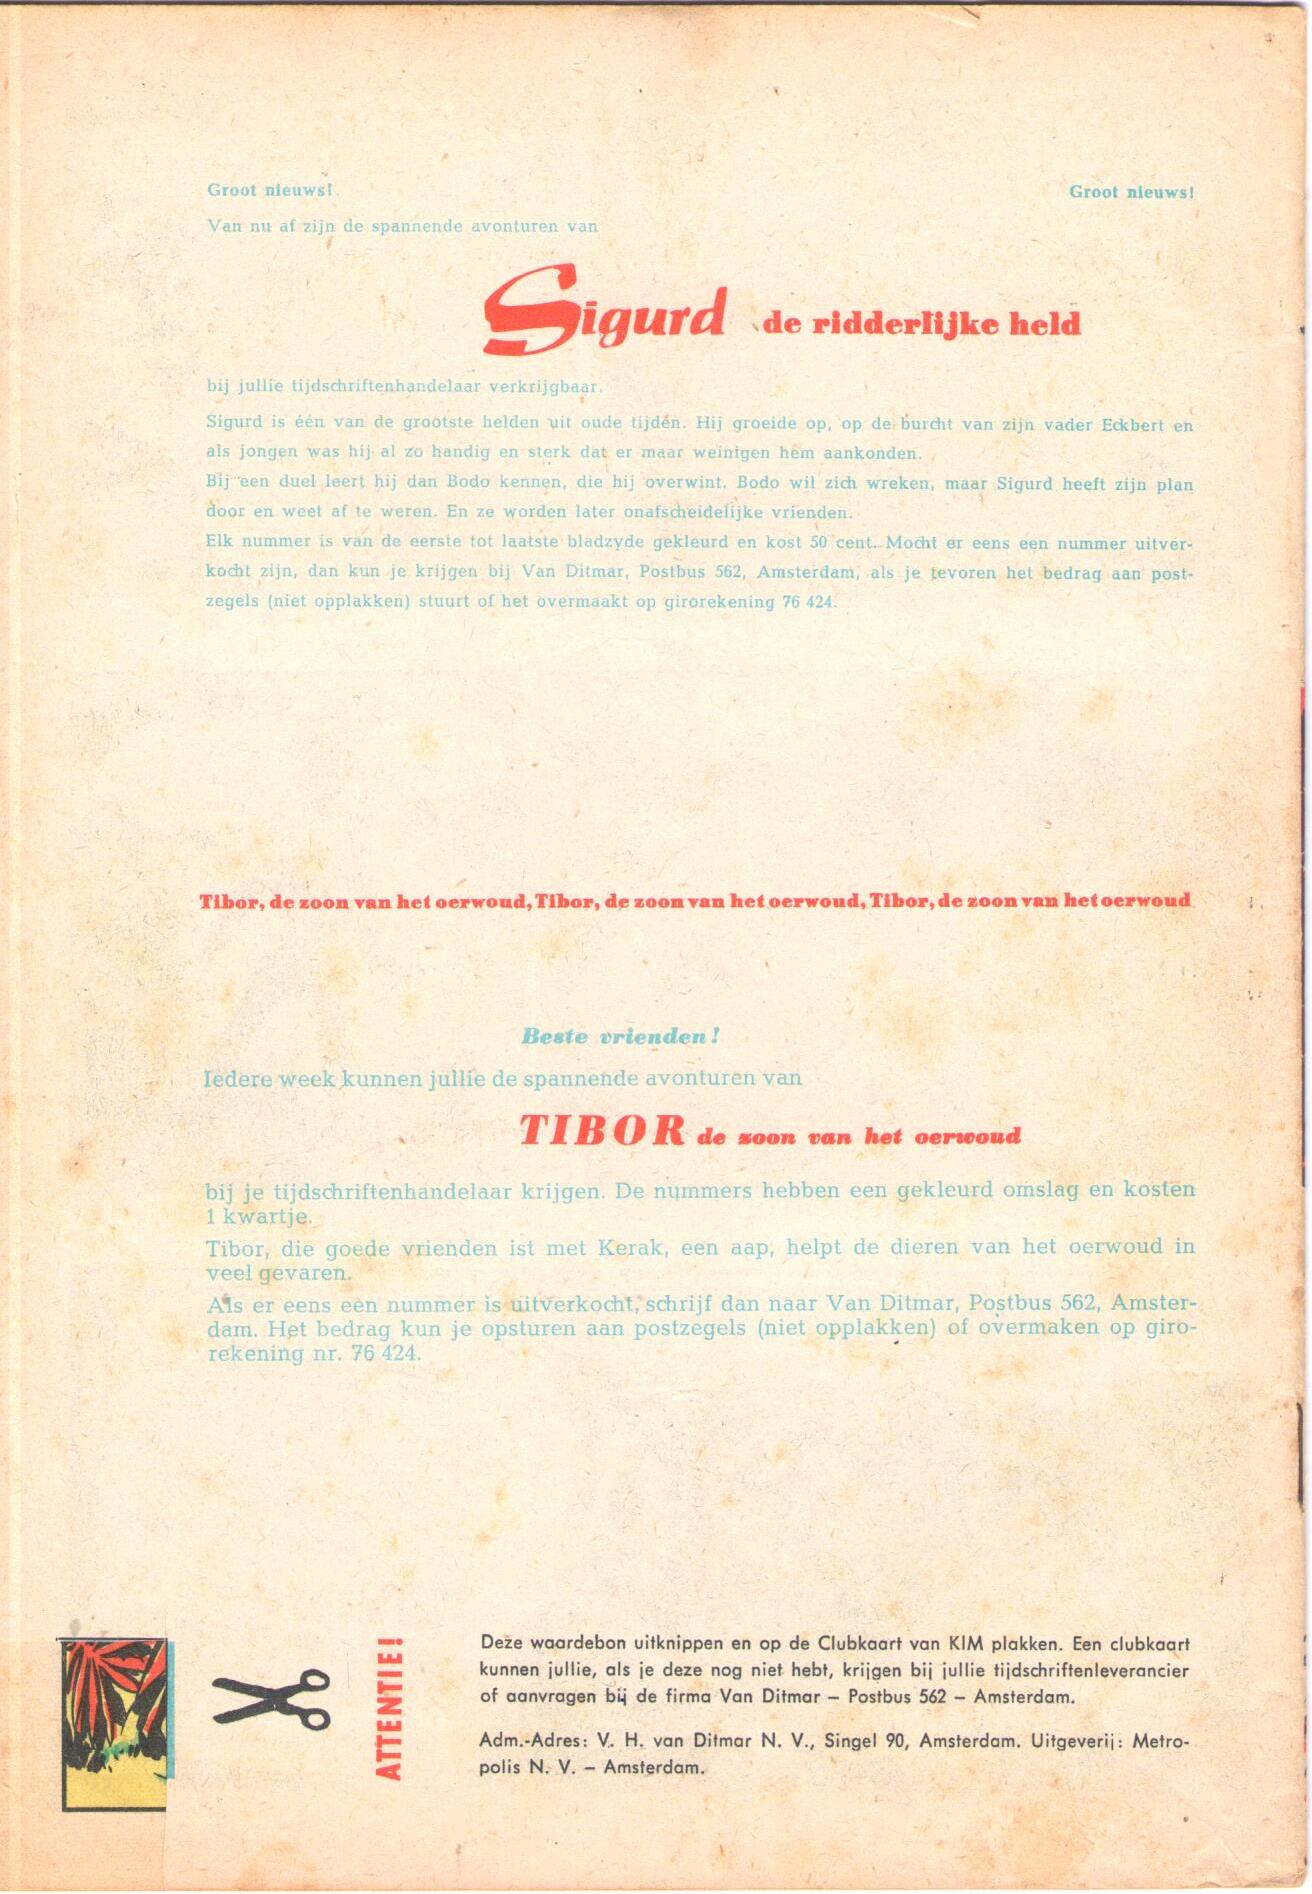 Groot nieuws! Groot nieuws!
Van nu af zijn de spannende avonturen van
Sigurd de ridderlijke held
bij jullie tijdschriftenhandelaar verkrijgbaar.
Sigurd is één van de grootste helden uit oude tijden. Hij groeide op, op de burcht van zijn vader Eckbert en
als jongen was hij al zo handig en sterk dat er maar weinigen hem aankonden.
Bij een duel leert hij dan Bodo kennen, die hij overwint. Bodo wil zich wreken, maar Sigurd heeft zijn plan
door en weet af te weren. En ze worden later onafscheidelijke vrienden.
Elk nummer is van de eerste tot laatste bladzyde gekleurd en kost 50 cent. Mocht er eens een nummer uitver-
kocht zijn, dan kun je krijgen bij Van Ditmar, Postbus 562, Amsterdam, als je tevoren het bedrag aan post-
zegels (niet opplakken) stuurt of het overmaakt op girorekening 76 424.
Tibor, de zoon van het oerwoud, Tibor, de zoon van het oerwoud, Tibor, de zoon van het oerwoud
Beste vrienden!
Iedere week kunnen jullie de spannende avonturen van
TIBOR de zoon van het oerwoud
bij je tijdschriftenhandelaar krijgen. De nummers hebben een gekleurd omslag en kosten
1 kwartje.
Tibor, die goede vrienden ist met Kerak, een aap, helpt de dieren van het oerwoud in
veel gevaren.
Als er eens een nummer is uitverkocht, schrijf dan naar Van Ditmar, Postbus 562, Amster-
dam. Het bedrag kun je opsturen aan postzegels (niet opplakken) of overmaken op giro-
rekening nr. 76 424.
ATTENTIE!
Deze waardebon uitknippen en op de Clubkaart van KIM plakken. Een clubkaart
kunnen jullie, als je deze nog niet hebt, krijgen bij jullie tijdschriftenleverancier
of aanvragen bij de firma Van Ditmar – Postbus 562 – Amsterdam.
Adm.-Adres: V. H. van Ditmar N. V., Singel 90, Amsterdam. Uitgeverij: Metro-
polis N. V. – Amsterdam.